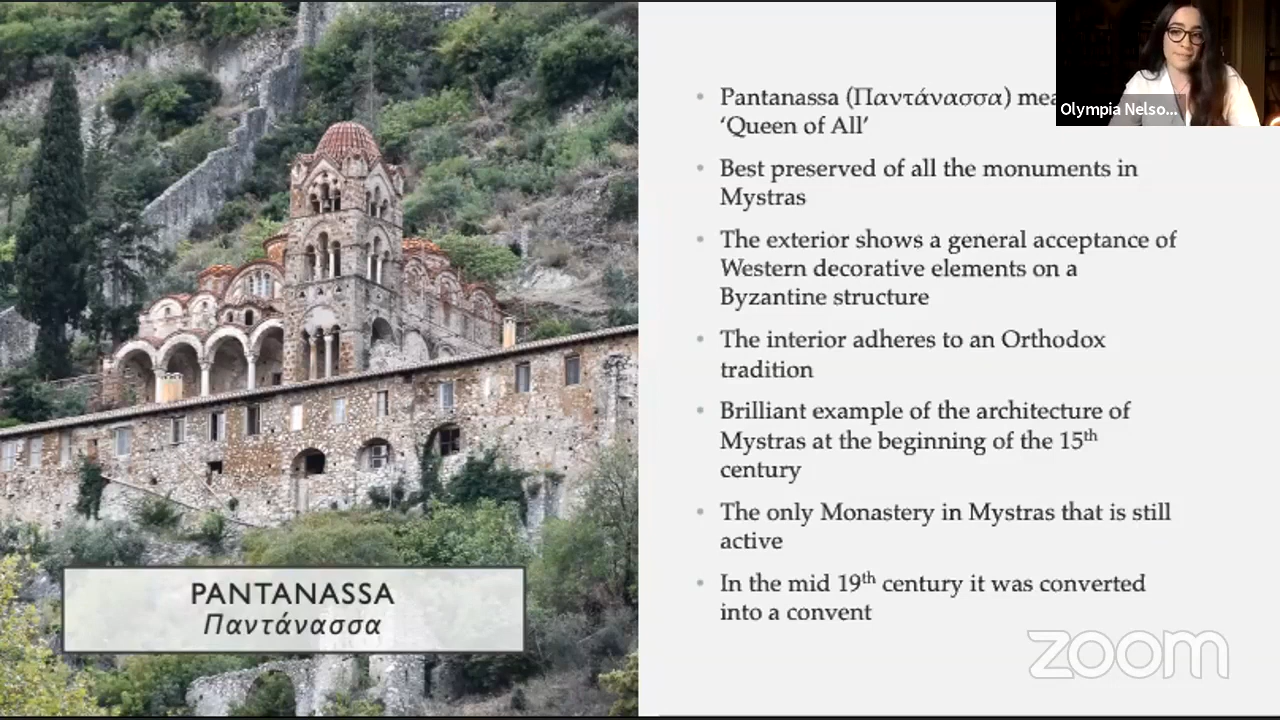 Pantanassa (Παντάνασσα)
‘Queen of All’
Best preserved of all the monuments in
Mystras
The exterior shows a general acceptance of
Western decorative elements on a
Byzantine structure
The interior adheres to an Orthodox
tradition
Brilliant example of the architecture of
Mystras at the beginning of the 15th
century
The only Monastery in Mystras that is still
active
In the mid 19th century it was converted
into a convent
PANTANASSA
Παντάνασσα
Olympia Nelso...
zoom